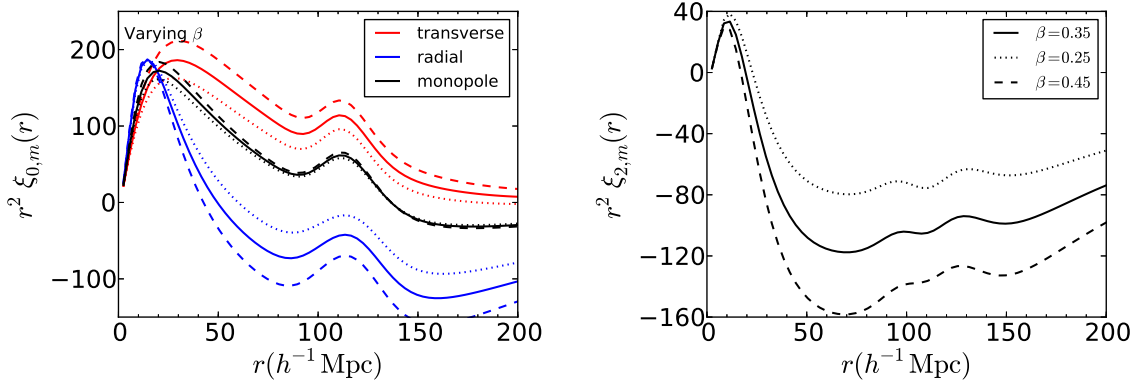 Varying β
transverse
radial
monopole
200
100
0
−100
r² ξ₀,ₘ(r)
0 50 100 150 200
r(h⁻¹ Mpc)
β=0.35
β=0.25
β=0.45
40
0
−40
−80
−120
−160
r² ξ₂,ₘ(r)
0 50 100 150 200
r(h⁻¹ Mpc)